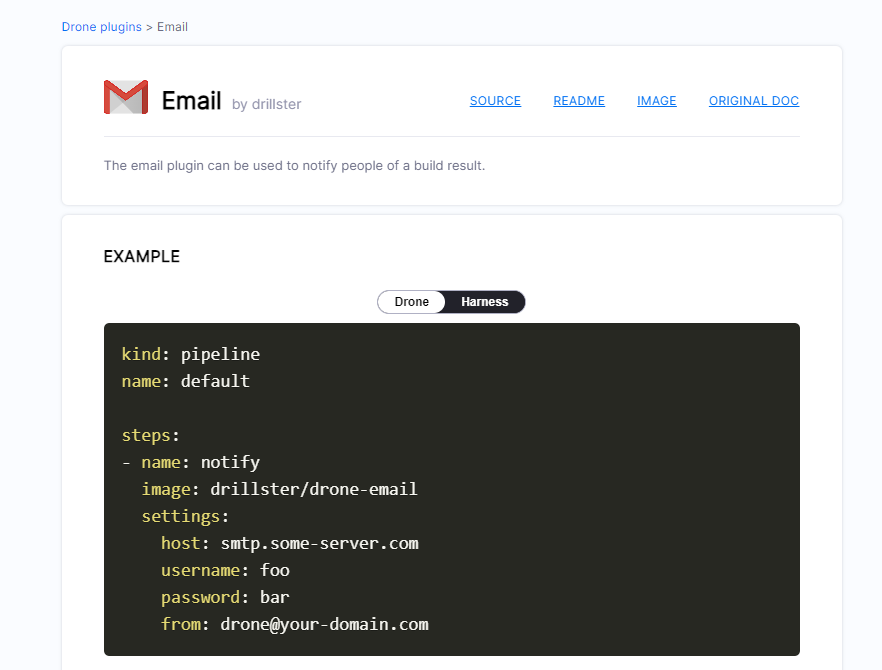 Drone plugins > Email
Email by drillster
SOURCE README IMAGE ORIGINAL DOC
The email plugin can be used to notify people of a build result.
EXAMPLE
Drone Harness
kind: pipeline
name: default
steps:
- name: notify
image: drillster/drone-email
settings:
host: smtp.some-server.com
username: foo
password: bar
from: drone@your-domain.com